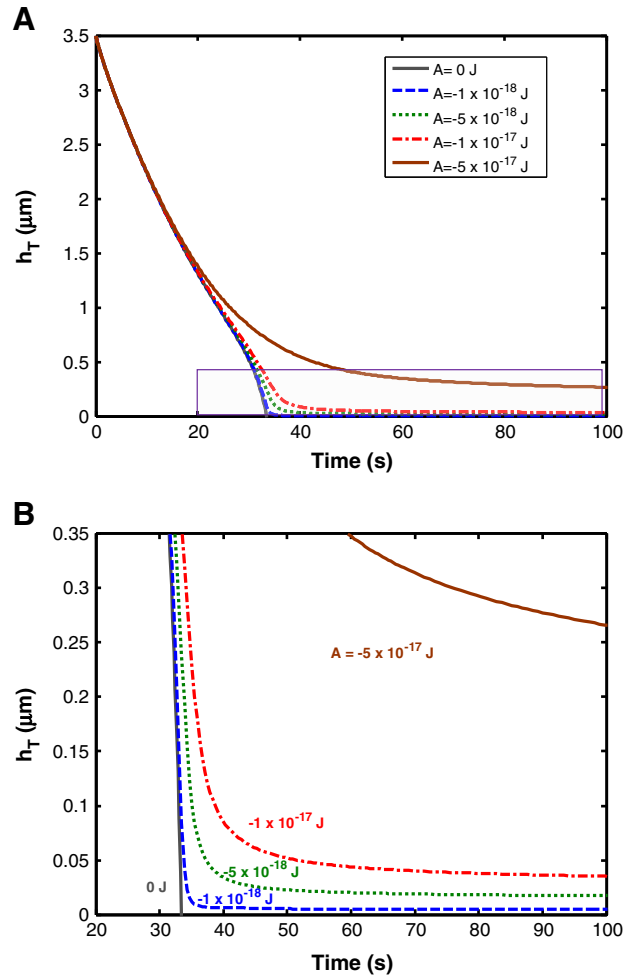 A
3.5
3
2.5
2
1.5
1
0.5
0
h_T (μm)
A= 0 J
A=-1 x 10^-18 J
A=-5 x 10^-18 J
A=-1 x 10^-17 J
A=-5 x 10^-17 J
0 20 40 60 80 100
Time (s)
B
0.35
0.3
0.25
0.2
0.15
0.1
0.05
0
h_T (μm)
A = -5 x 10^-17 J
-1 x 10^-17 J
-5 x 10^-18 J
0 J
-1 x 10^-18 J
20 30 40 50 60 70 80 90 100
Time (s)